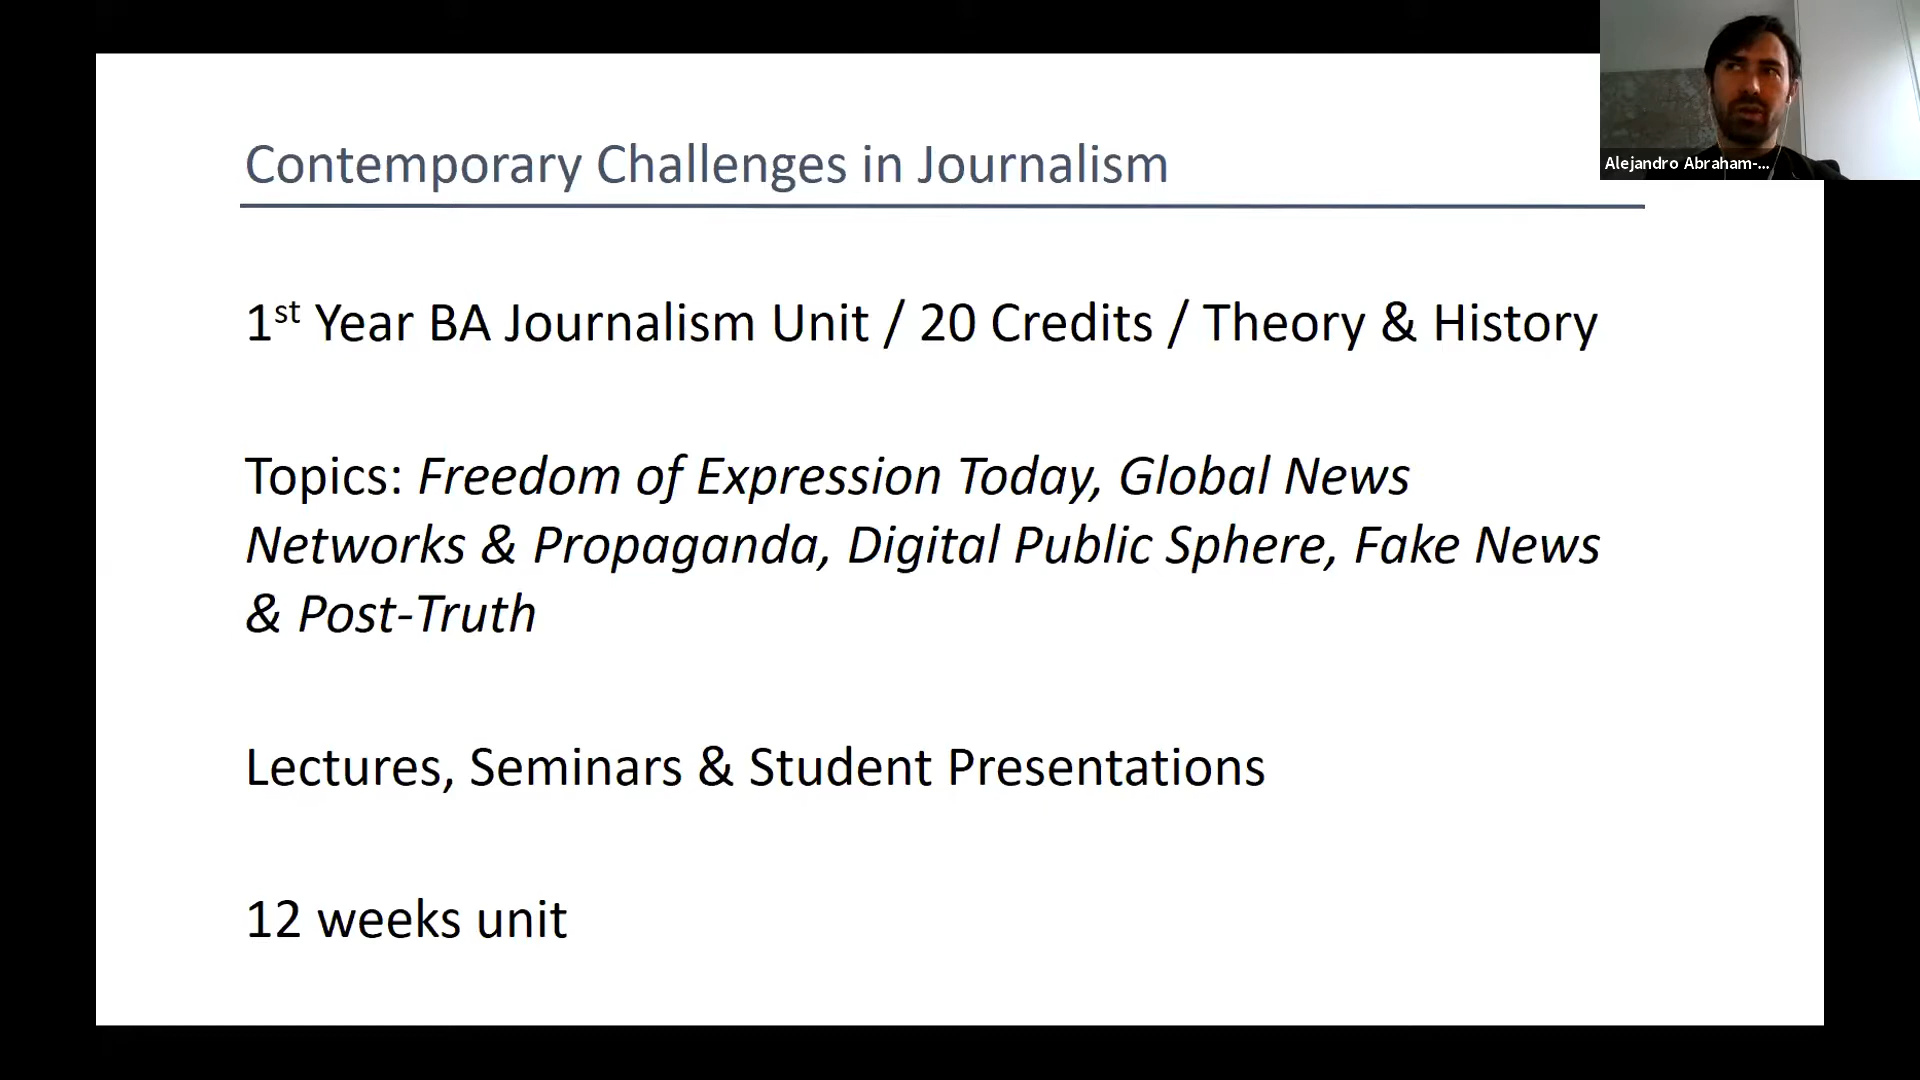 Contemporary Challenges in Journalism
Alejandro Abraham-...
1st Year BA Journalism Unit / 20 Credits / Theory & History
Topics: Freedom of Expression Today, Global News
Networks & Propaganda, Digital Public Sphere, Fake News
& Post-Truth
Lectures, Seminars & Student Presentations
12 weeks unit